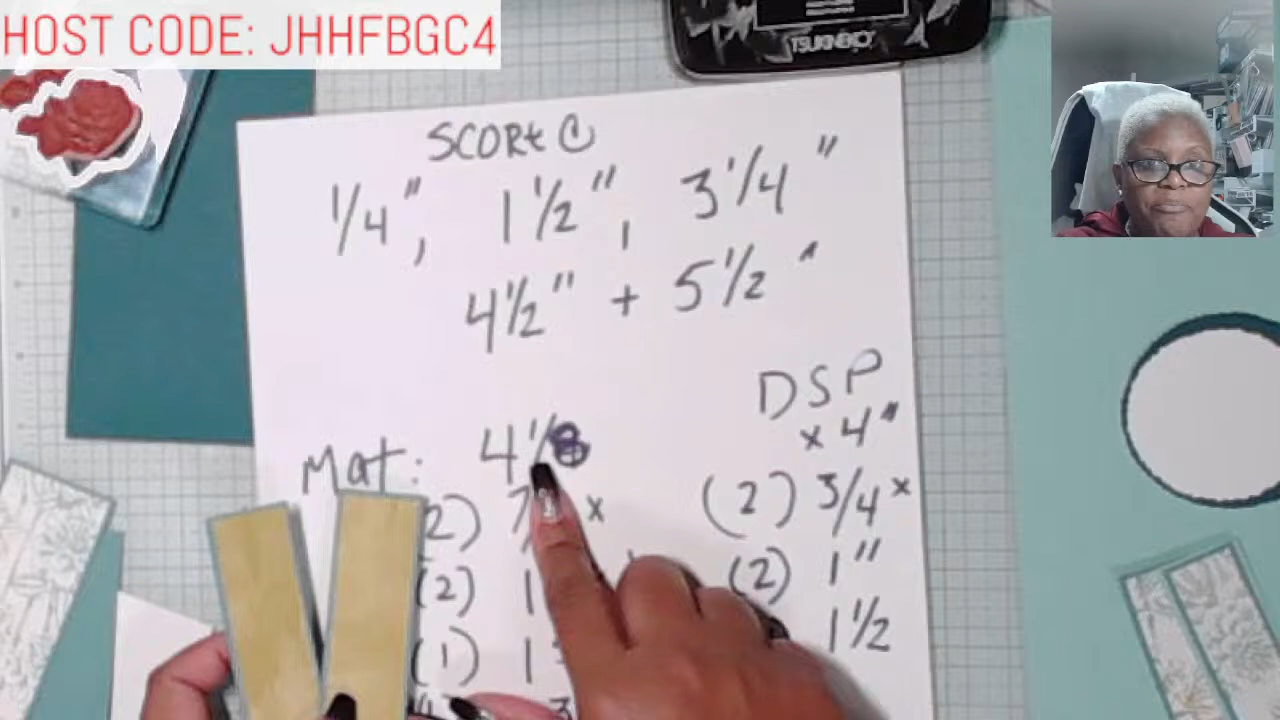 HOST CODE: JHHFBGC4
TSUKINEKO
SCORE
1/4", 1 1/2", 3 1/4"
4 1/2" + 5 1/2"
DSP
x 4"
Mat: 4 1/8
(2) 3/4 x
(2) 1"
1 1/2
2) 7 x
(2) 1
(1) 1